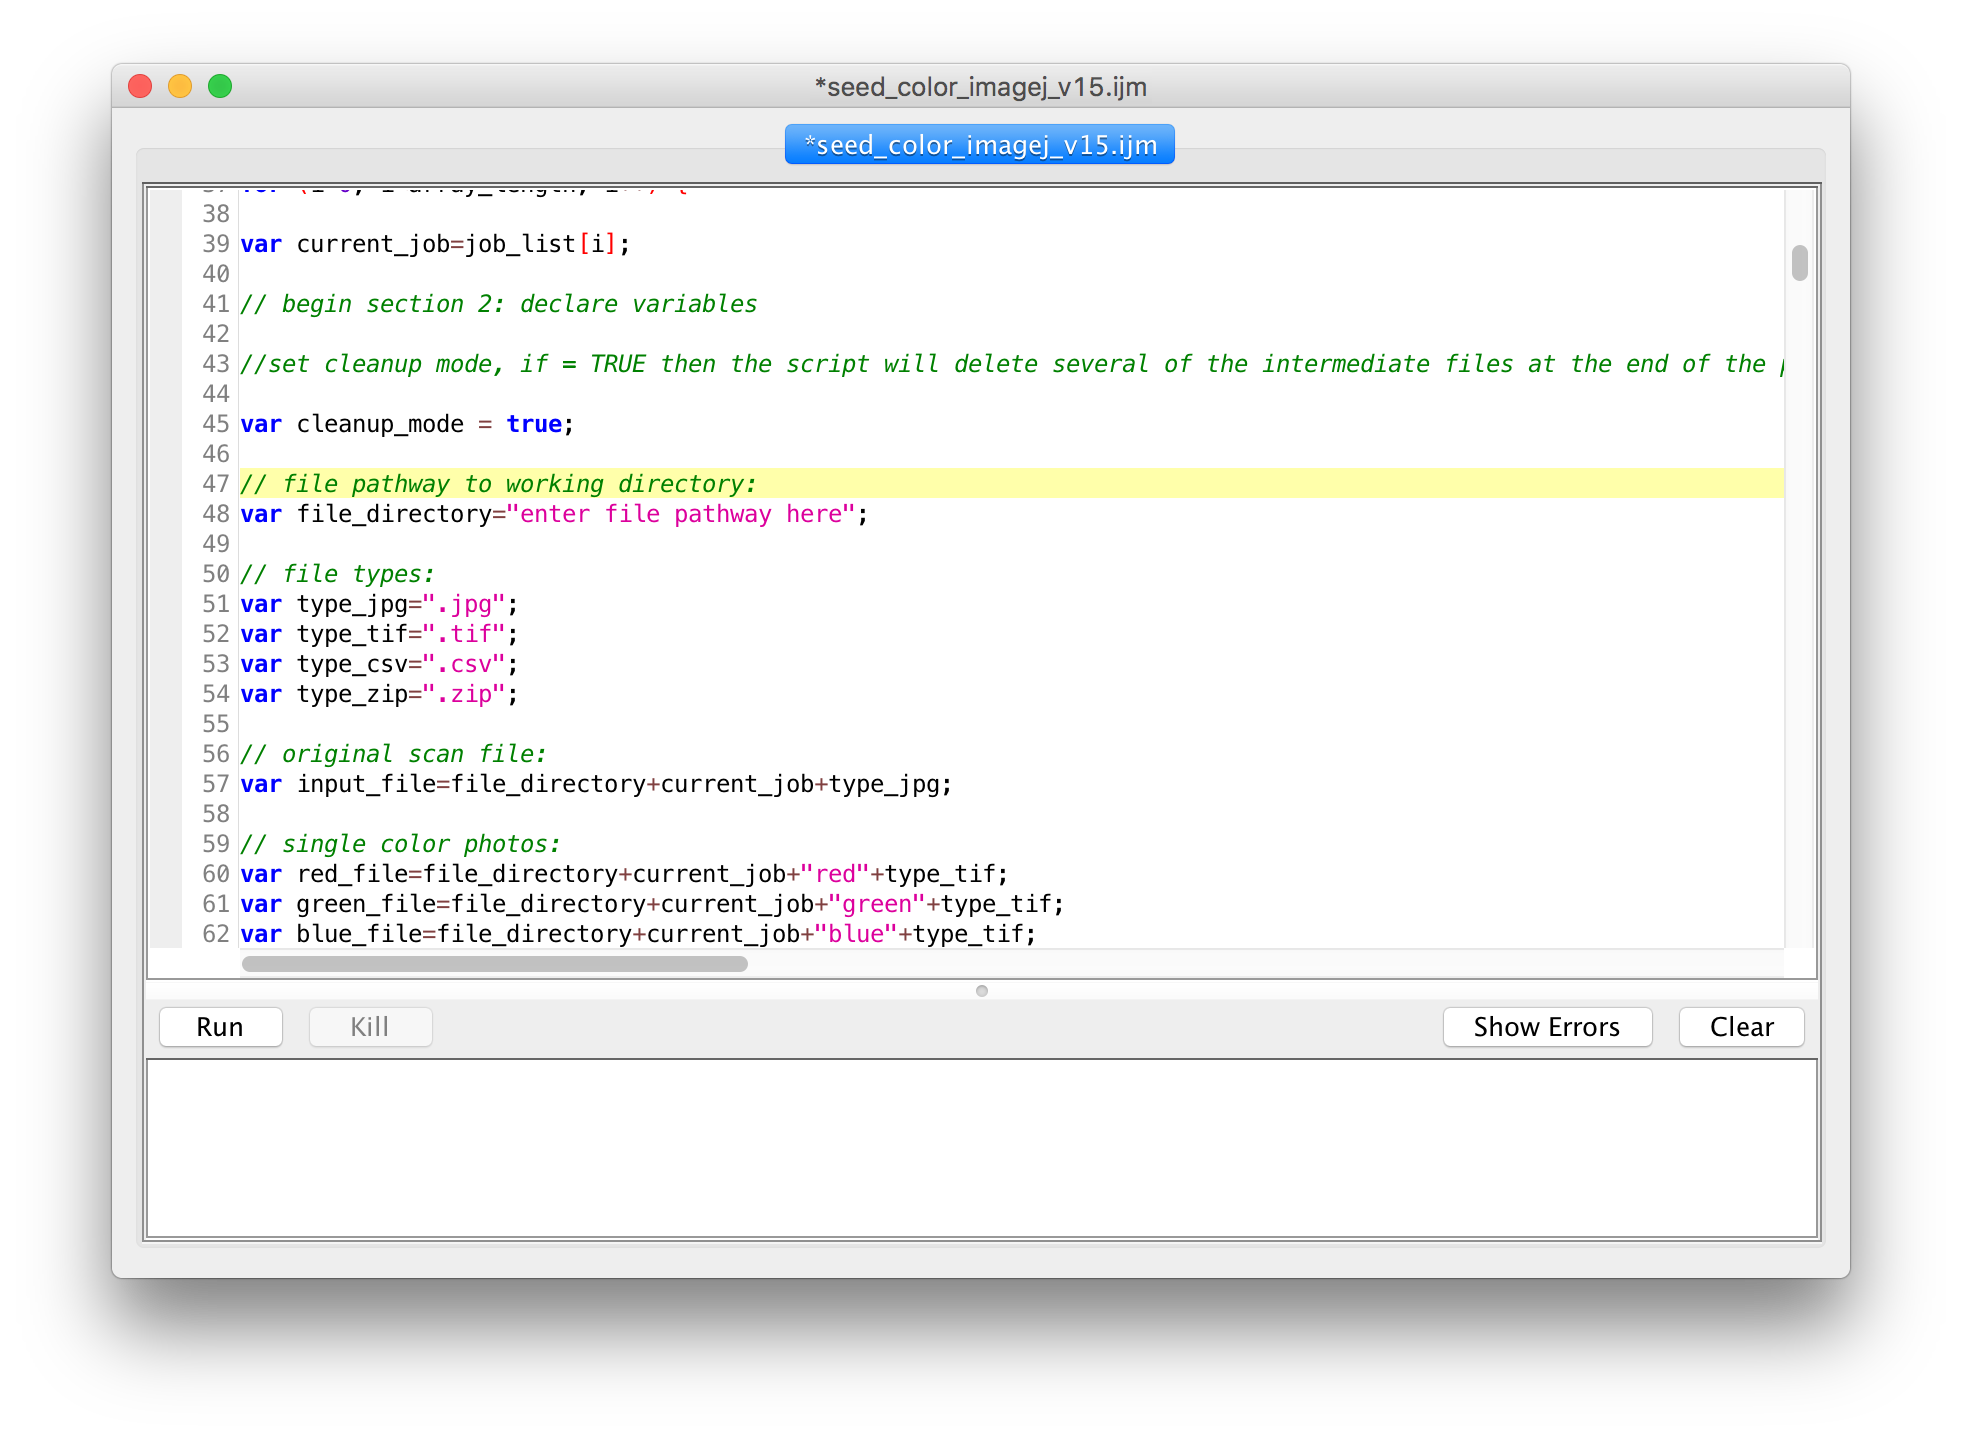 *seed_color_imagej_v15.ijm
*seed_color_imagej_v15.ijm
38
39 var current_job=job_list[i];
40
41 // begin section 2: declare variables
42
43 //set cleanup mode, if = TRUE then the script will delete several of the intermediate files at the end of the
44
45 var cleanup_mode = true;
46
47 // file pathway to working directory:
48 var file_directory="enter file pathway here";
49
50 // file types:
51 var type_jpg=".jpg";
52 var type_tif=".tif";
53 var type_csv=".csv";
54 var type_zip=".zip";
55
56 // original scan file:
57 var input_file=file_directory+current_job+type_jpg;
58
59 // single color photos:
60 var red_file=file_directory+current_job+"red"+type_tif;
61 var green_file=file_directory+current_job+"green"+type_tif;
62 var blue_file=file_directory+current_job+"blue"+type_tif;
Run Kill Show Errors Clear